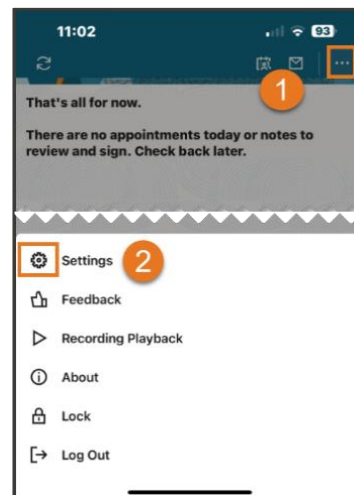 11:02
93
1
That's all for now.
There are no appointments today or notes to
review and sign. Check back later.
Settings
2
Feedback
Recording Playback
About
Lock
Log Out